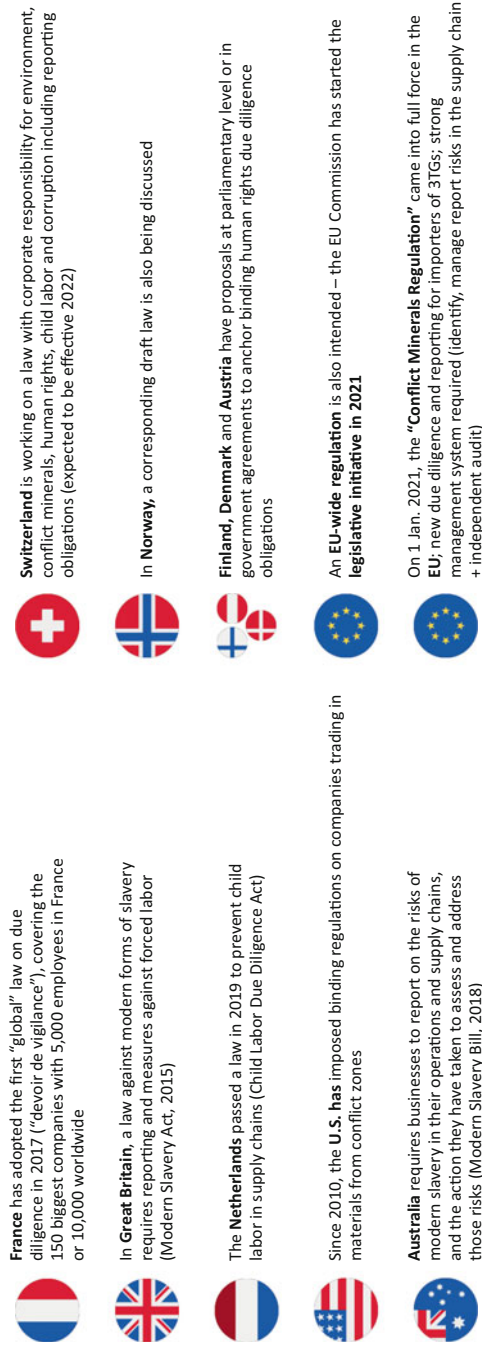 France has adopted the first “global” law on due
diligence in 2017 (“devoir de vigilance”), covering the
150 biggest companies with 5,000 employees in France
or 10,000 worldwide
In Great Britain, a law against modern forms of slavery
requires reporting and measures against forced labor
(Modern Slavery Act, 2015)
The Netherlands passed a law in 2019 to prevent child
labor in supply chains (Child Labor Due Diligence Act)
Since 2010, the U.S. has imposed binding regulations on companies trading in
materials from conflict zones
Australia requires businesses to report on the risks of
modern slavery in their operations and supply chains,
and the action they have taken to assess and address
those risks (Modern Slavery Bill, 2018)
Switzerland is working on a law with corporate responsibility for environment,
conflict minerals, human rights, child labor and corruption including reporting
obligations (expected to be effective 2022)
In Norway, a corresponding draft law is also being discussed
Finland, Denmark and Austria have proposals at parliamentary level or in
government agreements to anchor binding human rights due diligence
obligations
An EU-wide regulation is also intended – the EU Commission has started the
legislative initiative in 2021
On 1 Jan. 2021, the “Conflict Minerals Regulation” came into full force in the
EU; new due diligence and reporting for importers of 3TGs; strong
management system required (identify, manage report risks in the supply chain
+ independent audit)